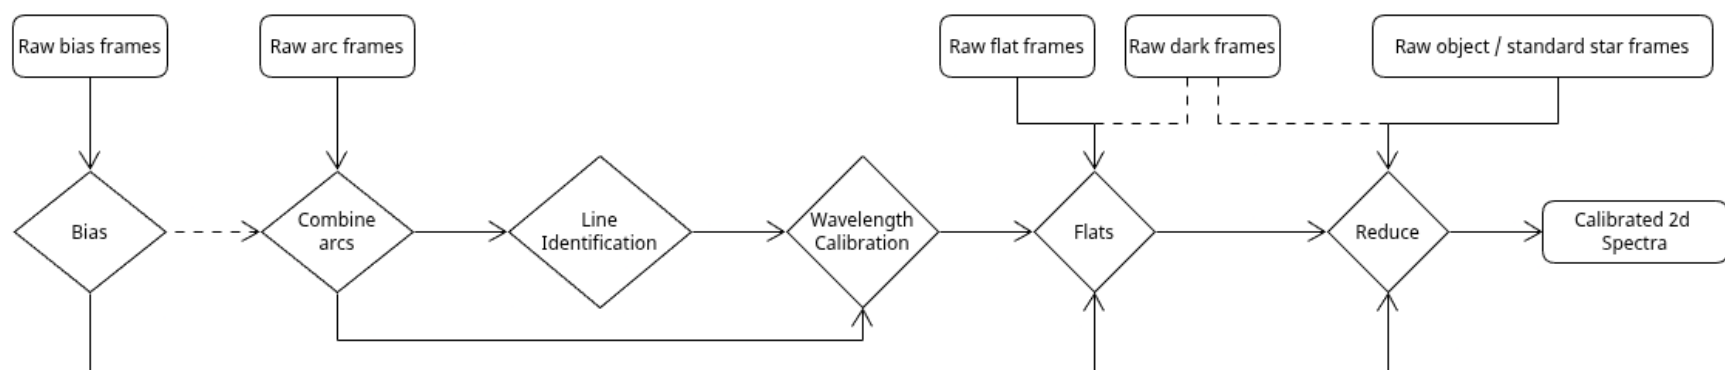 Raw bias frames
Raw arc frames
Raw flat frames
Raw dark frames
Raw object / standard star frames
Bias
Combine
arcs
Line
Identification
Wavelength
Calibration
Flats
Reduce
Calibrated 2d
Spectra